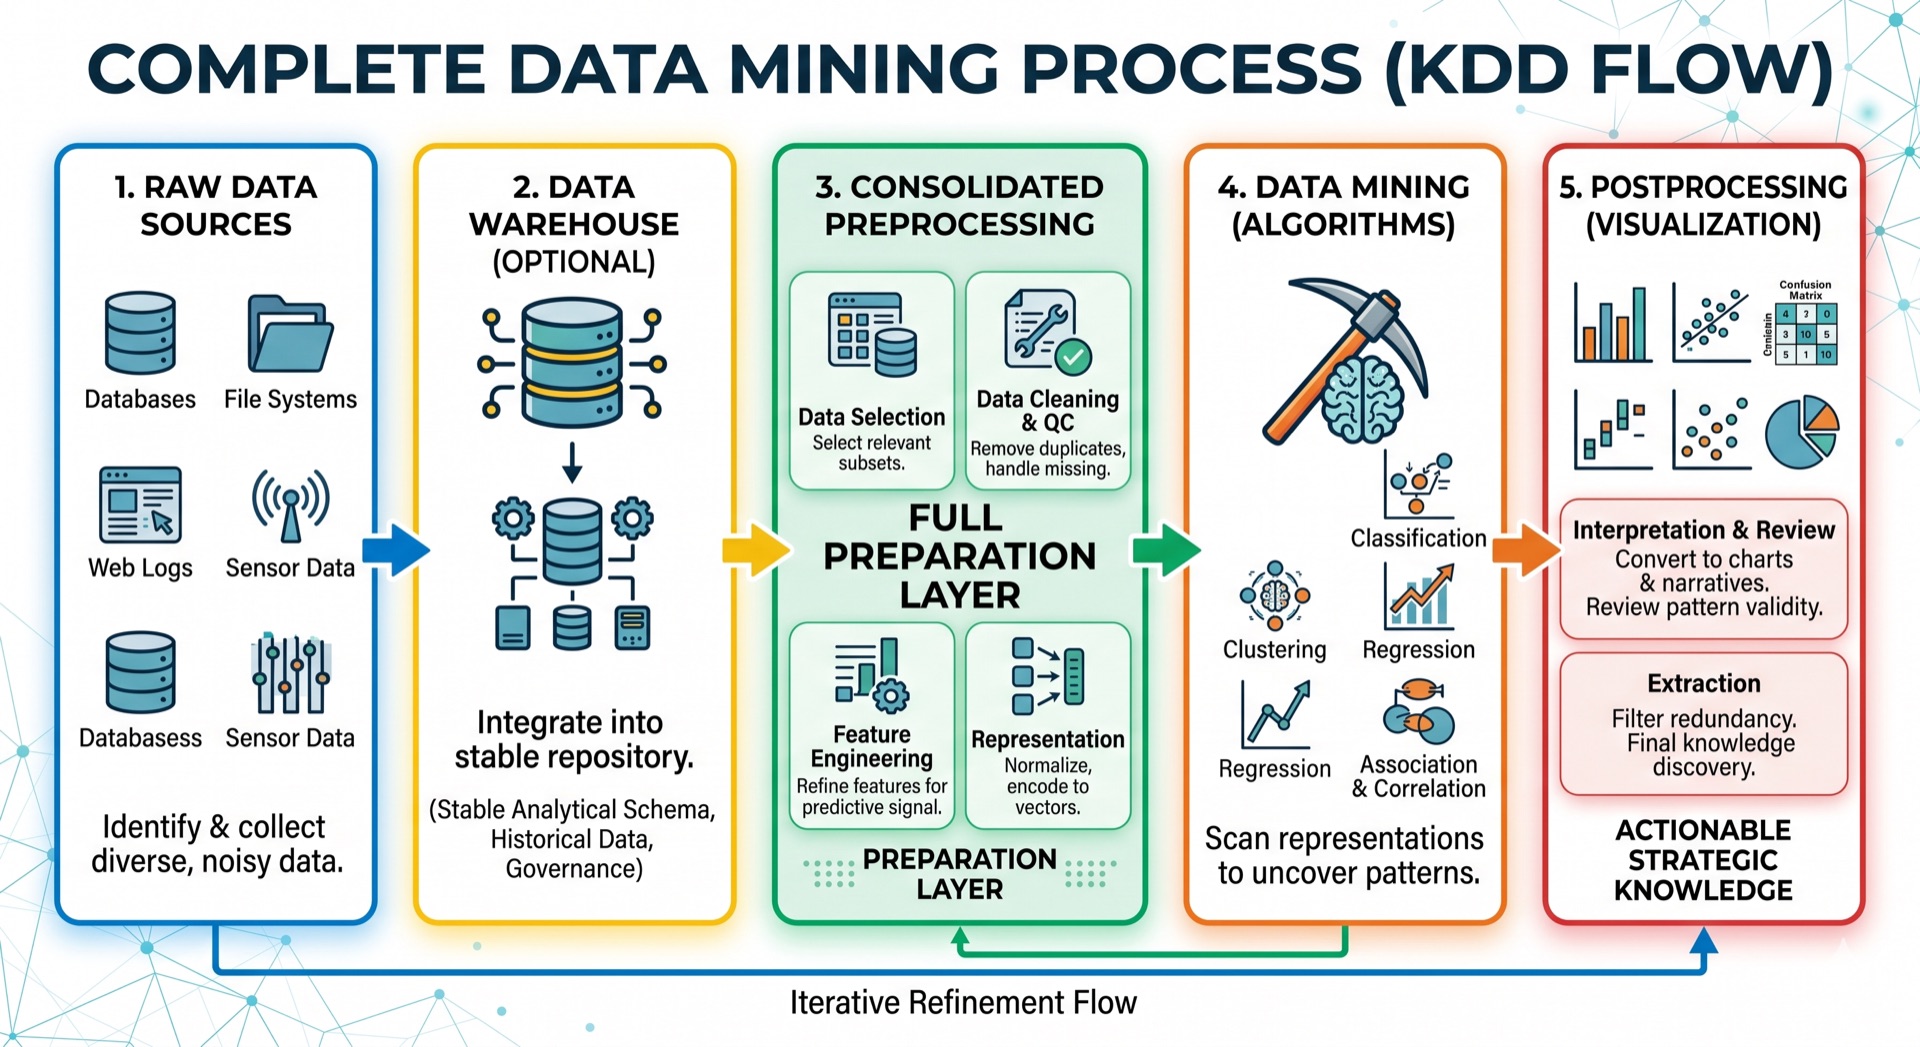 COMPLETE DATA MINING PROCESS (KDD FLOW)
1. RAW DATA
SOURCES
Databases
File Systems
Web Logs
Sensor Data
Databasess
Sensor Data
Identify & collect
diverse, noisy data.
2. DATA
WAREHOUSE
(OPTIONAL)
Integrate into
stable repository.
(Stable Analytical Schema,
Historical Data,
Governance)
3. CONSOLIDATED
PREPROCESSING
Data Selection
Select relevant
subsets.
Data Cleaning
& QC
Remove duplicates,
handle missing.
FULL
PREPARATION
LAYER
Feature
Engineering
Refine features for
predictive signal.
Representation
Normalize,
encode to
vectors.
PREPARATION
LAYER
4. DATA MINING
(ALGORITHMS)
Classification
Clustering
Regression
Regression
Association
& Correlation
Scan representations
to uncover patterns.
5. POSTPROCESSING
(VISUALIZATION)
Confusion
Matrix
4 ? 0
3 10 5
5 1 10
Interpretation & Review
Convert to charts
& narratives.
Review pattern validity.
Extraction
Filter redundancy.
Final knowledge
discovery.
ACTIONABLE
STRATEGIC
KNOWLEDGE
Iterative Refinement Flow